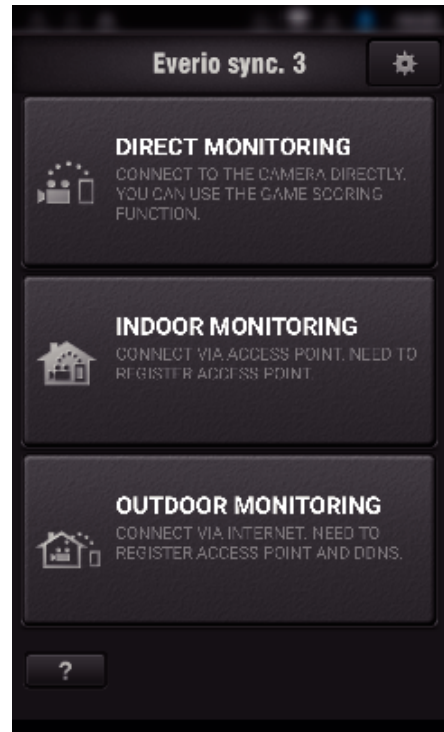 Everio sync. 3
DIRECT MONITORING
CONNECT TO THE CAMERA DIRECTLY.
YOU CAN USE THE GAME SCORING
FUNCTION.
INDOOR MONITORING
CONNECT VIA ACCESS POINT. NEED TO
REGISTER ACCESS POINT.
OUTDOOR MONITORING
CONNECT VIA INTERNET. NEED TO
REGISTER ACCESS POINT AND DDNS.
?